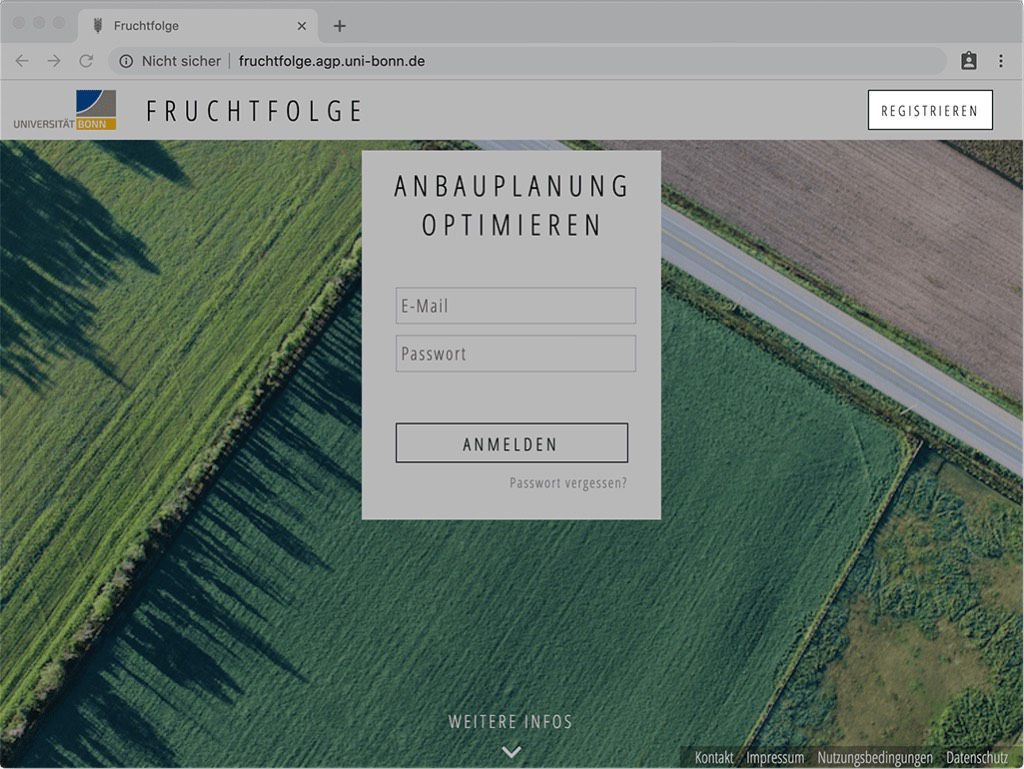 Fruchtfolge
Nicht sicher | fruchtfolge.agp.uni-bonn.de
UNIVERSITÄT BONN
FRUCHTFOLGE
REGISTRIEREN
ANBAUPLANUNG
OPTIMIEREN
E-Mail
Passwort
ANMELDEN
Passwort vergessen?
WEITERE INFOS
Kontakt Impressum Nutzungsbedingungen Datenschutz